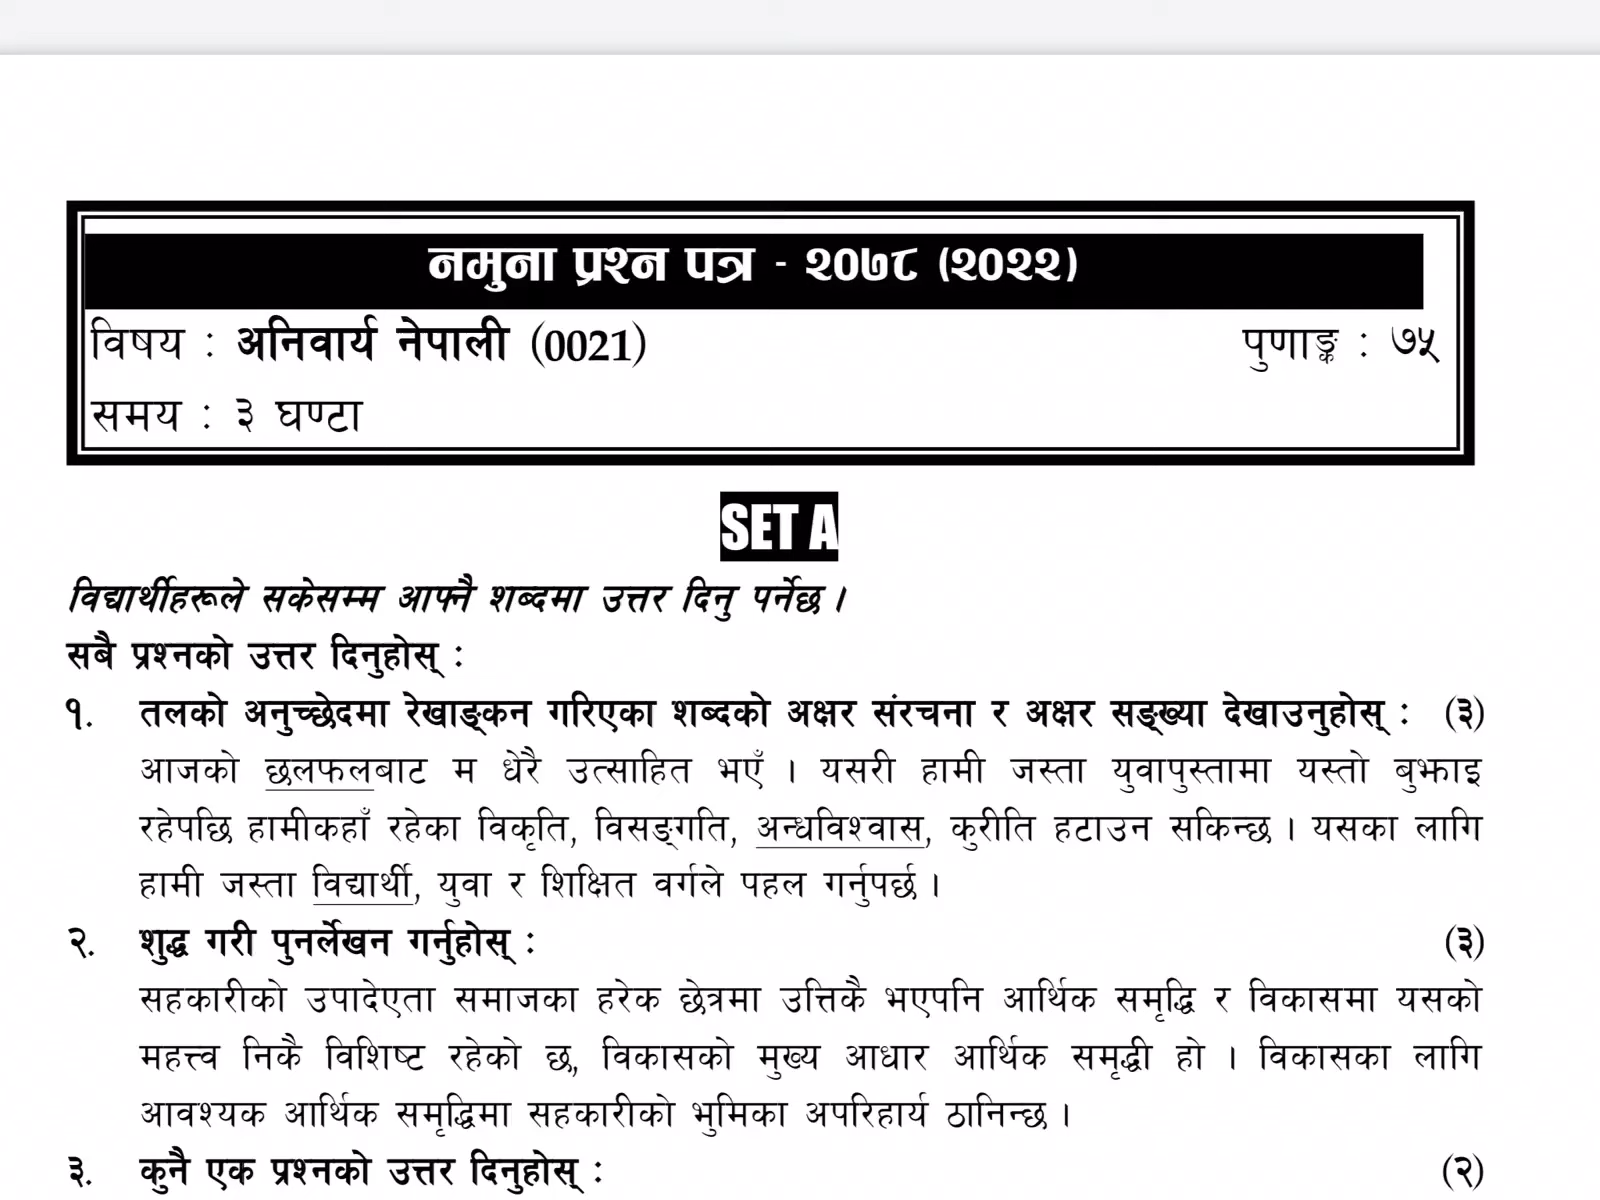 नमुना प्रश्न पत्र - २०७८ (२०२२)
विषय : अनिवार्य नेपाली (0021) पुणाङ्क : ७५
समय : ३ घण्टा
SET A
विद्यार्थीहरूले सकेसम्म आफ्नै शब्दमा उत्तर दिनु पर्नेछ ।
सबै प्रश्नको उत्तर दिनुहोस् :
१. तलको अनुच्छेदमा रेखाङ्कन गरिएका शब्दको अक्षर संरचना र अक्षर सङ्ख्या देखाउनुहोस् : (३)
आजको छलफलबाट म धेरै उत्साहित भएँ । यसरी हामी जस्ता युवापुस्तामा यस्तो बुझाइ
रहेपछि हामीकहाँ रहेका विकृति, विसङ्गति, अन्धविश्वास, कुरीति हटाउन सकिन्छ । यसका लागि
हामी जस्ता विद्यार्थी, युवा र शिक्षित वर्गले पहल गर्नुपर्छ ।
२. शुद्ध गरी पुनर्लेखन गर्नुहोस् : (३)
सहकारीको उपादेएता समाजका हरेक छेत्रमा उत्तिकै भएपनि आर्थिक समृद्धि र विकासमा यसको
महत्त्व निकै विशिष्ट रहेको छ, विकासको मुख्य आधार आर्थिक समृद्धी हो । विकासका लागि
आवश्यक आर्थिक समृद्धिमा सहकारीको भुमिका अपरिहार्य ठानिन्छ ।
३. कुनै एक प्रश्नको उत्तर दिनुहोस् : (२)